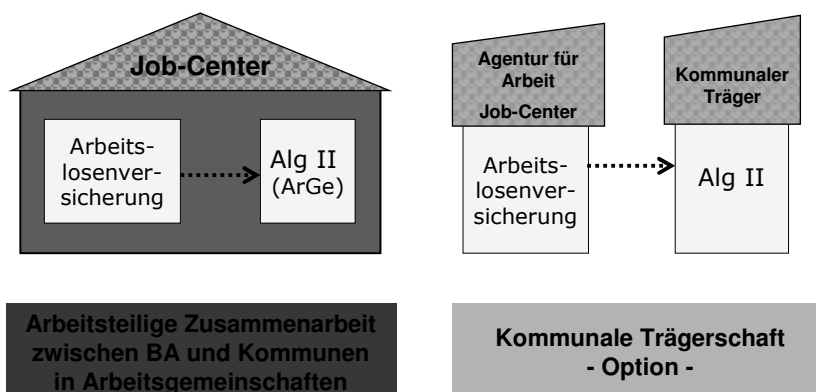 Job-Center
Arbeits-
losenver-
sicherung
Alg II
(ArGe)
Agentur für
Arbeit
Job-Center
Kommunaler
Träger
Arbeits-
losenver-
sicherung
Alg II
Arbeitsteilige Zusammenarbeit
zwischen BA und Kommunen
in Arbeitsgemeinschaften
Kommunale Trägerschaft
- Option -